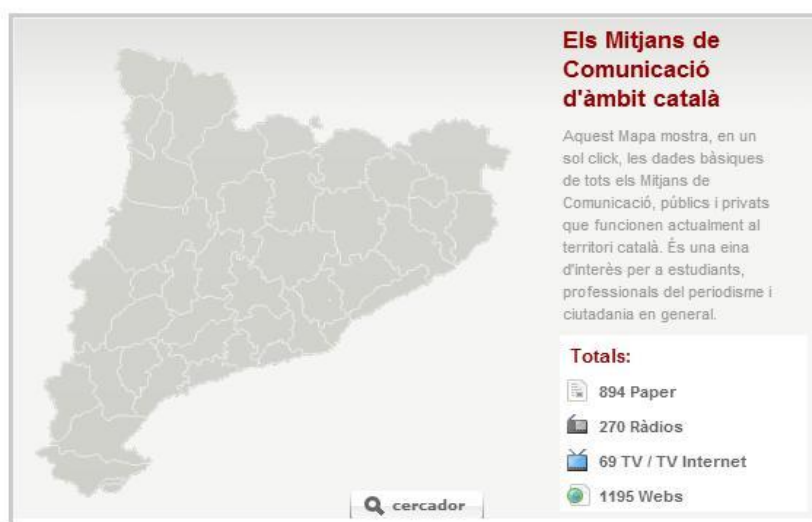 Els Mitjans de
Comunicació
d'àmbit català
Aquest Mapa mostra, en un
sol click, les dades bàsiques
de tots els Mitjans de
Comunicació, públics i privats
que funcionen actualment al
territori català. És una eina
d'interès per a estudiants,
professionals del periodisme i
ciutadania en general.
Totals:
894 Paper
270 Ràdios
69 TV / TV Internet
1195 Webs
cercador